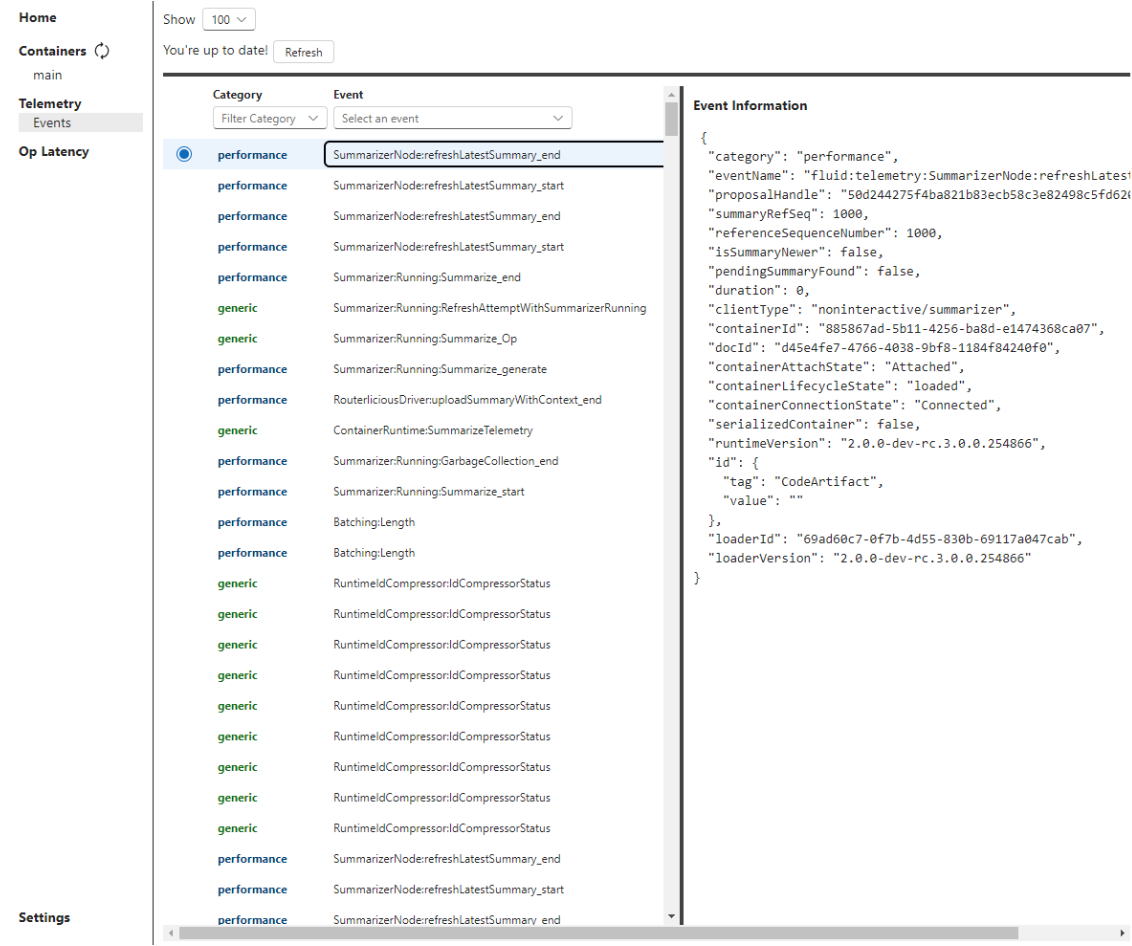 Home
Containers
main
Telemetry
Events
Op Latency
Settings
Show 100
You're up to date! Refresh
Category Event
Filter Category Select an event
performance SummarizerNode:refreshLatestSummary_end
performance SummarizerNode:refreshLatestSummary_start
performance SummarizerNode:refreshLatestSummary_end
performance SummarizerNode:refreshLatestSummary_start
performance Summarizer:Running:Summarize_end
generic Summarizer:Running:RefreshAttemptWithSummarizerRunning
generic Summarizer:Running:Summarize_Op
performance Summarizer:Running:Summarize_generate
performance RouterliciousDriver:uploadSummaryWithContext_end
generic ContainerRuntime:SummarizeTelemetry
performance Summarizer:Running:GarbageCollection_end
performance Summarizer:Running:Summarize_start
performance Batching:Length
performance Batching:Length
generic RuntimeIdCompressor:IdCompressorStatus
generic RuntimeIdCompressor:IdCompressorStatus
generic RuntimeIdCompressor:IdCompressorStatus
generic RuntimeIdCompressor:IdCompressorStatus
generic RuntimeIdCompressor:IdCompressorStatus
generic RuntimeIdCompressor:IdCompressorStatus
generic RuntimeIdCompressor:IdCompressorStatus
generic RuntimeIdCompressor:IdCompressorStatus
generic RuntimeIdCompressor:IdCompressorStatus
performance SummarizerNode:refreshLatestSummary_end
performance SummarizerNode:refreshLatestSummary_start
performance SummarizerNode:refreshLatestSummary_end
Event Information
{
"category": "performance",
"eventName": "fluid:telemetry:SummarizerNode:refreshLatest
"proposalHandle": "50d244275f4ba821b83ecb58c3e82498c5fd62
"summaryRefSeq": 1000,
"referenceSequenceNumber": 1000,
"isSummaryNewer": false,
"pendingSummaryFound": false,
"duration": 0,
"clientType": "noninteractive/summarizer",
"containerId": "885867ad-5b11-4256-ba8d-e1474368ca07",
"docId": "d45e4fe7-4766-4038-9bf8-1184f84240f0",
"containerAttachState": "Attached",
"containerLifecycleState": "loaded",
"containerConnectionState": "Connected",
"serializedContainer": false,
"runtimeVersion": "2.0.0-dev-rc.3.0.0.254866",
"id": {
"tag": "CodeArtifact",
"value": ""
},
"loaderId": "69ad60c7-0f7b-4d55-830b-69117a047cab",
"loaderVersion": "2.0.0-dev-rc.3.0.0.254866"
}